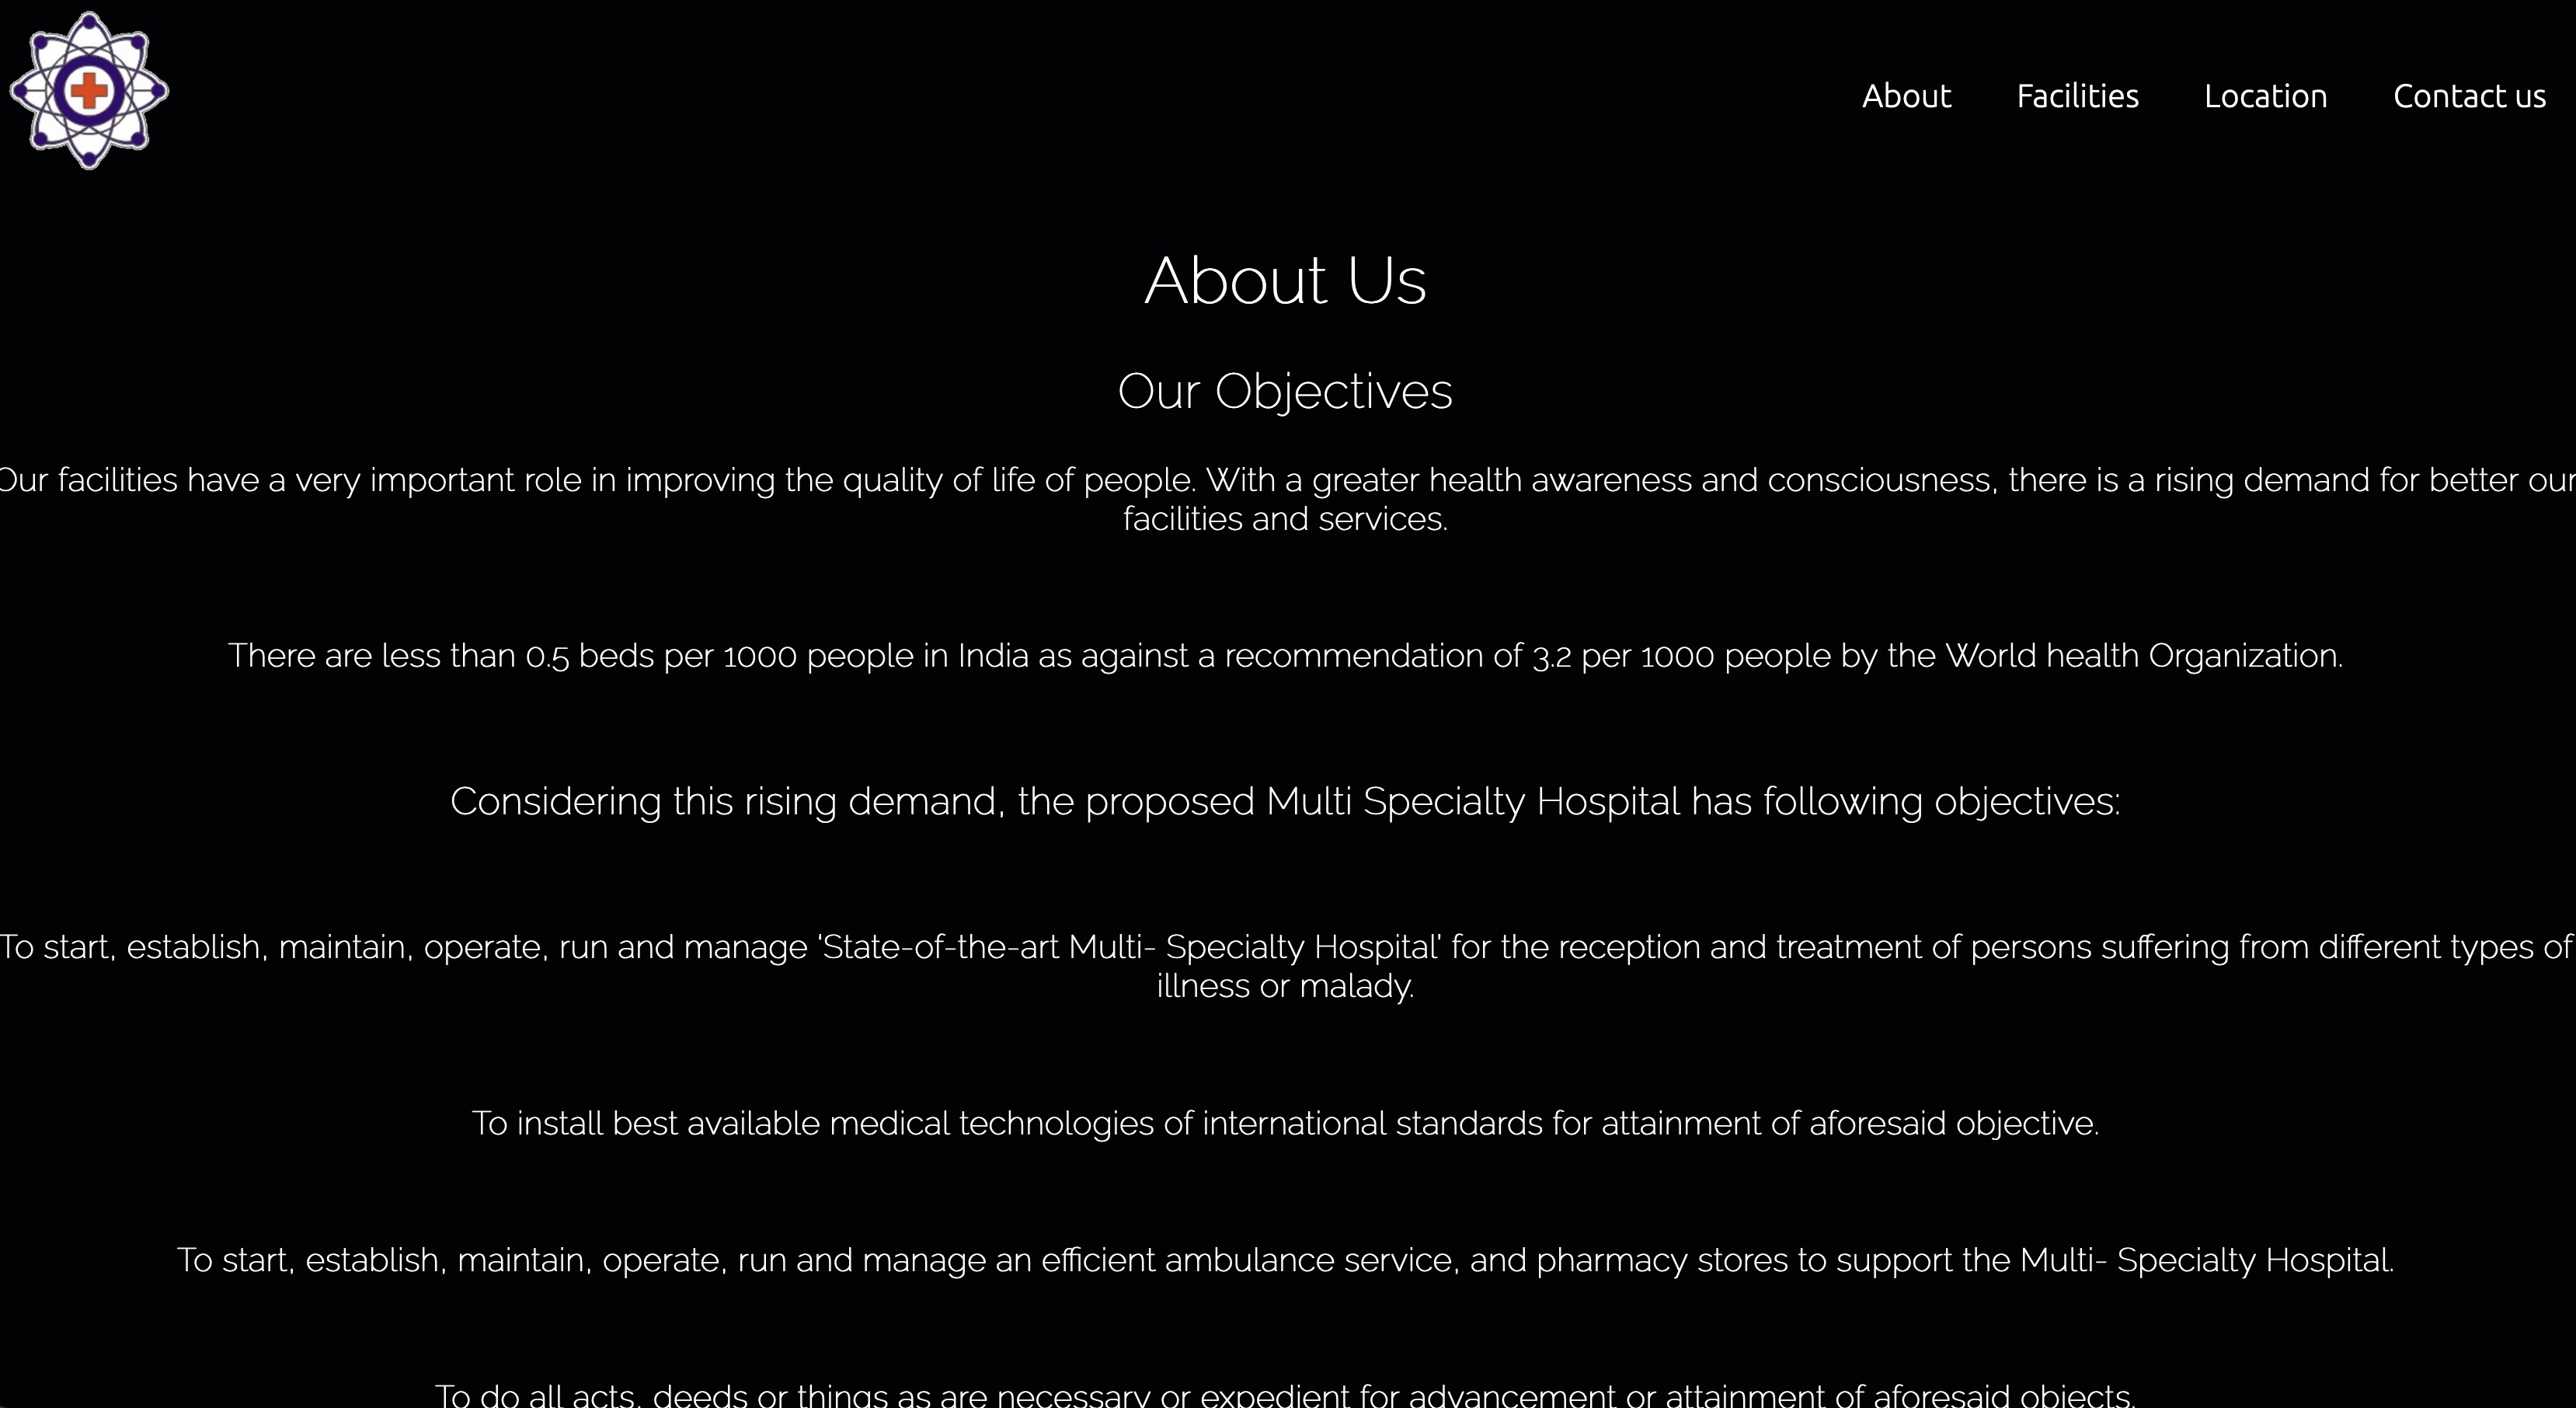 About Facilities Location Contact us
About Us
Our Objectives
Our facilities have a very important role in improving the quality of life of people. With a greater health awareness and consciousness, there is a rising demand for better our
facilities and services.
There are less than 0.5 beds per 1000 people in India as against a recommendation of 3.2 per 1000 people by the World health Organization.
Considering this rising demand, the proposed Multi Specialty Hospital has following objectives:
To start, establish, maintain, operate, run and manage ‘State-of-the-art Multi- Specialty Hospital’ for the reception and treatment of persons suffering from different types of
illness or malady.
To install best available medical technologies of international standards for attainment of aforesaid objective.
To start, establish, maintain, operate, run and manage an efficient ambulance service, and pharmacy stores to support the Multi- Specialty Hospital.
To do all acts, deeds or things as are necessary or expedient for advancement or attainment of aforesaid objects.